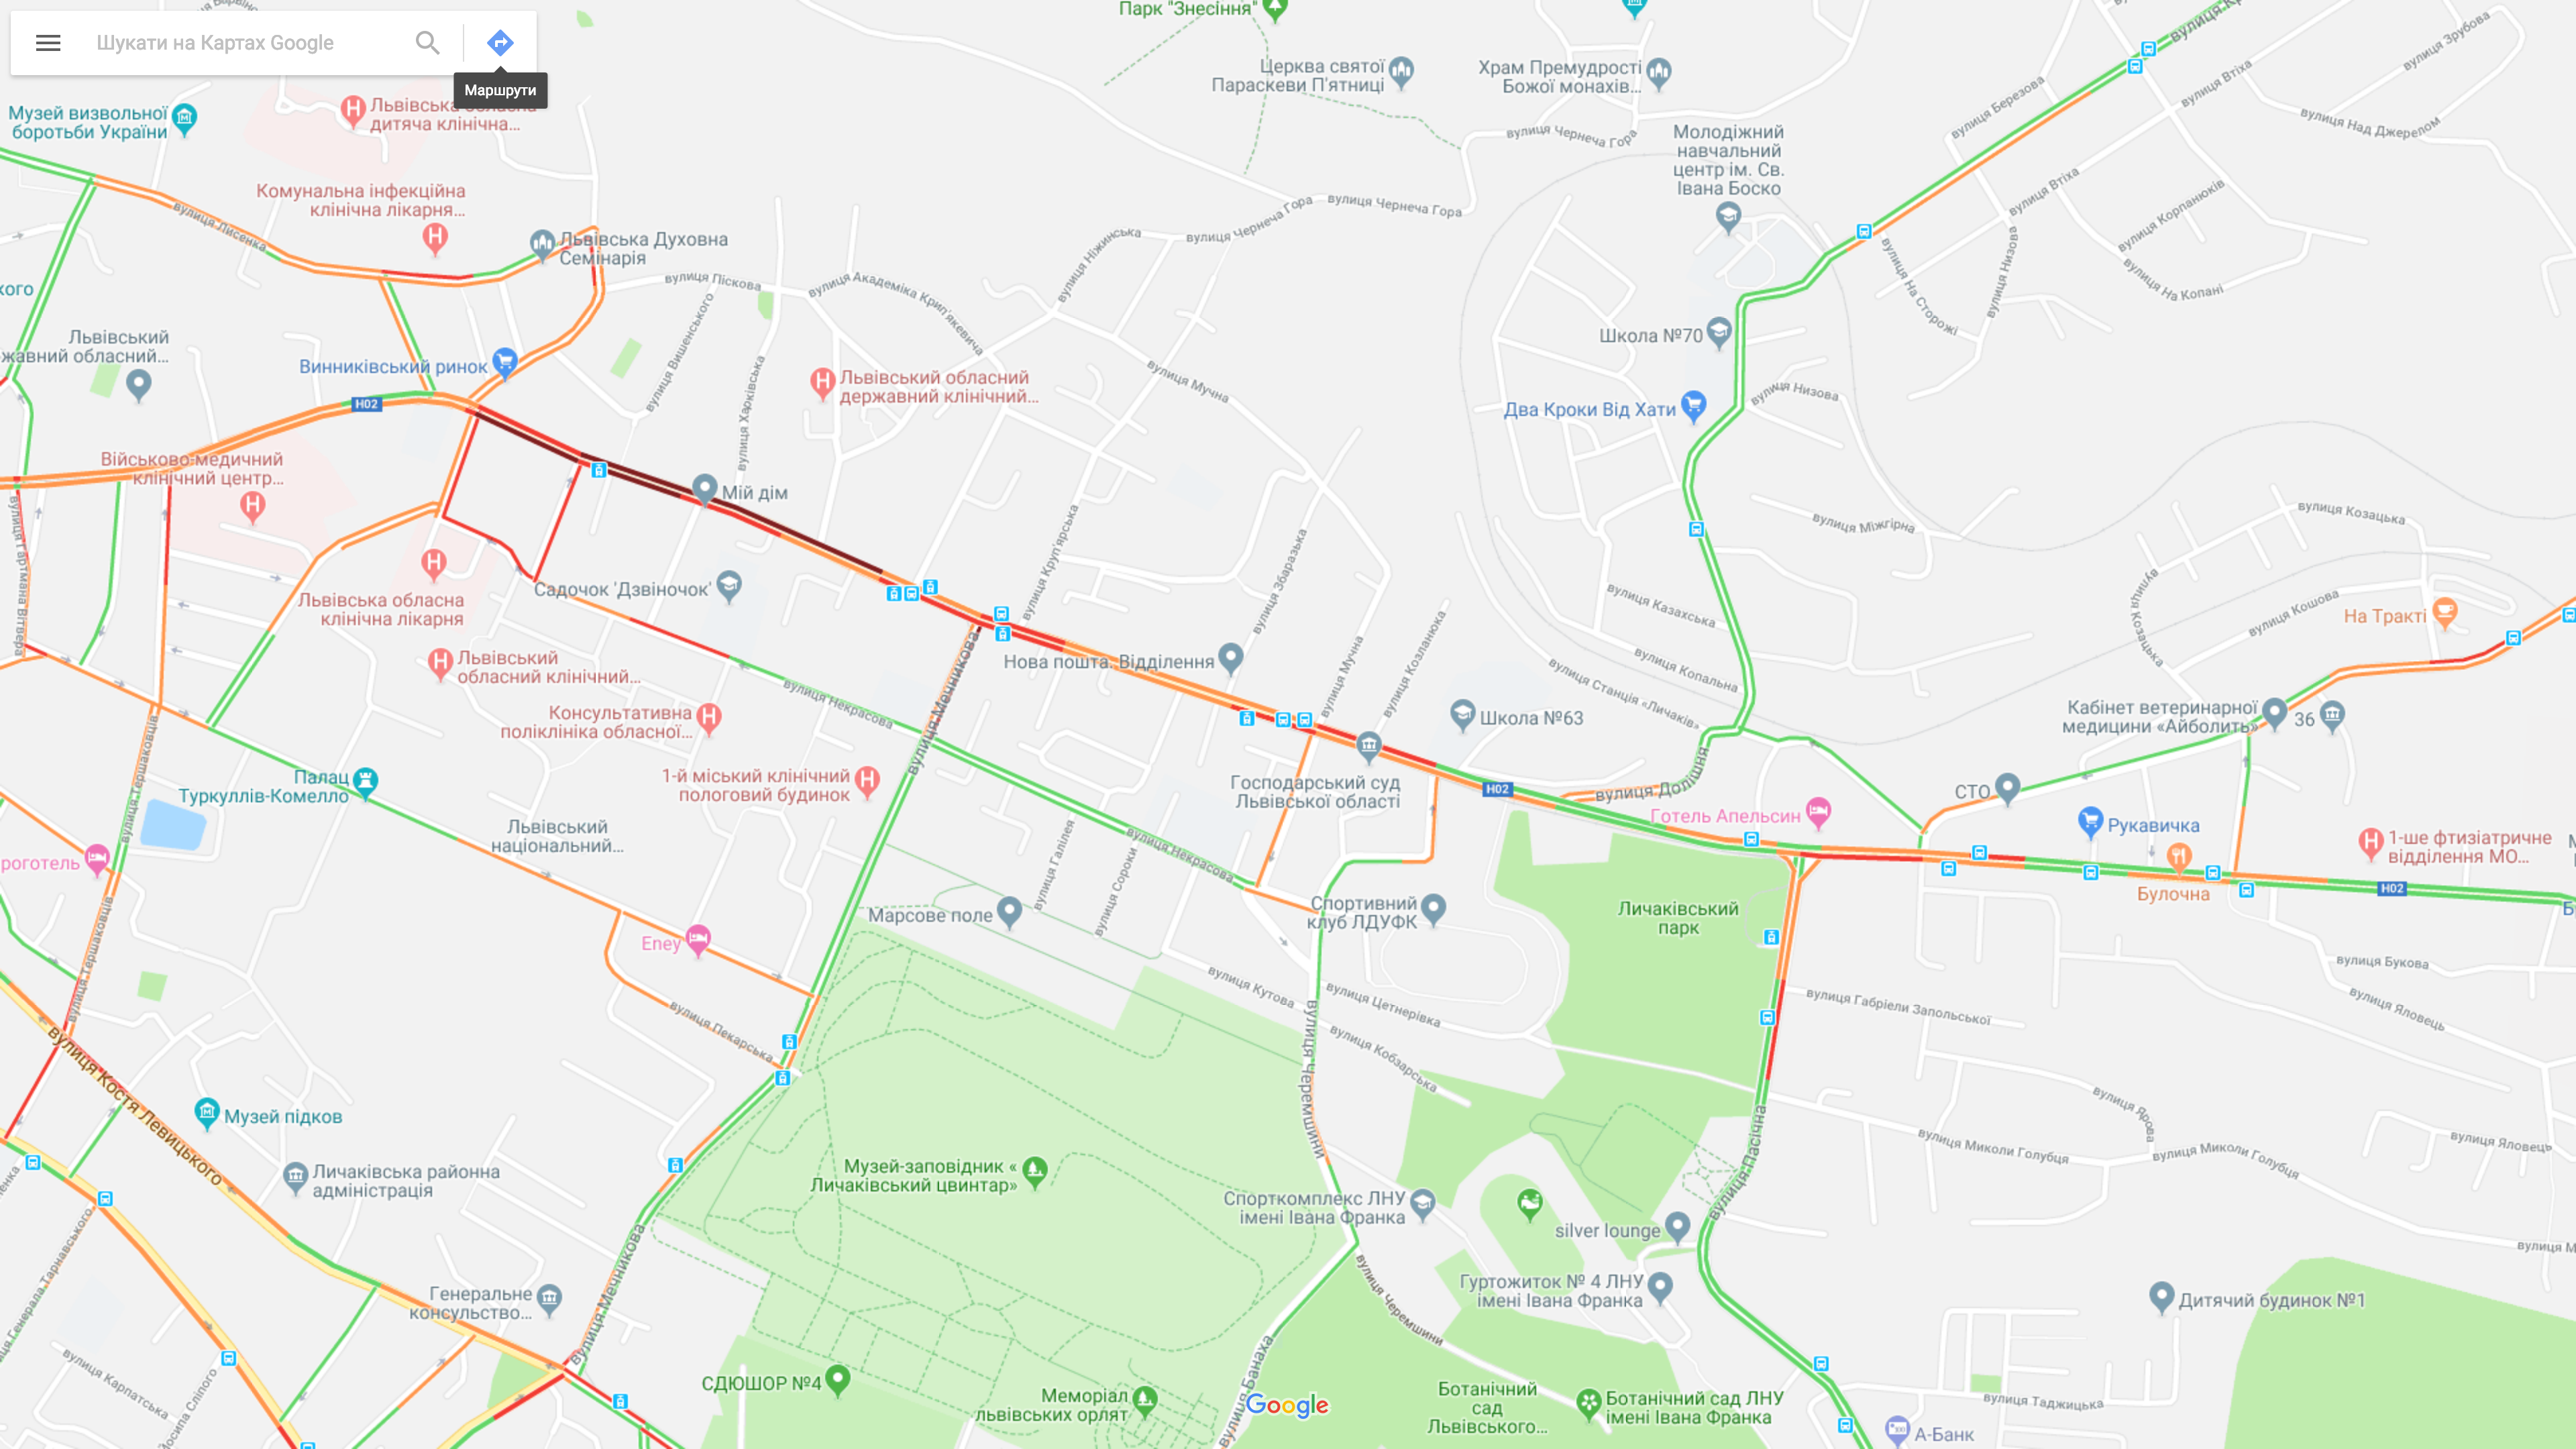 Шукати на Картах Google
Маршрути
Парк "Знесіння"
Церква святої
Параскеви П'ятниці
Храм Премудрості
Божої монахів...
вулиця Зрубова
вулиця Втіха
вулиця Березова
вулиця Над Джерелом
Музей визвольної
боротьби України
Львівська обласна
дитяча клінічна...
вулиця Чернеча Гора
Молодіжний
навчальний
центр ім. Св.
Івана Боско
Комунальна інфекційна
клінічна лікарня...
вулиця Лисенка
Львівська Духовна
Семінарія
вулиця Ніжинська
вулиця Чернеча Гора
вулиця Чернеча Гора
вулиця Втіха
вулиця Корпанюків
вулиця На Копані
вулиця Низова
вулиця На Сторожі
вулиця Піскова
вулиця Академіка Крип'якевича
вулиця Вишенського
вулиця Харківська
Львівський
Школа №70
Винниківський ринок
H02
Львівський обласний
державний клінічний...
вулиця Мучна
Два Кроки Від Хати
вулиця Низова
Військово-медичний
клінічний центр...
Мій дім
вулиця Міжгірна
вулиця Козацька
вулиця Гартмана Вітвера
вулиця Круп'ярська
вулиця Збаразька
Садочок 'Дзвіночок'
Львівська обласна
клінічна лікарня
вулиця Казахська
вулиця Козацька
вулиця Кошова
На Тракті
Львівський
обласний клінічний...
Нова пошта. Відділення
вулиця Мучна
вулиця Козланюка
вулиця Копальна
вулиця Станція «Личаків»
вулиця Некрасова
вулиця Мечникова
Консультативна
поліклініка обласної...
Школа №63
Кабінет ветеринарної
медицини «Айболить»
36
вулиця Тершаковців
Палац
Туркуллів-Комелло
1-й міський клінічний
пологовий будинок
Господарський суд
Львівської області
H02
вулиця Долішня
СТО
Готель Апельсин
Рукавичка
Львівський
національний...
вулиця Некрасова
вулиця Галілея
вулиця Сороки
1-ше фтизіатричне
відділення МО...
Булочна
H02
Марсове поле
Спортивний
клуб ЛДУФК
Личаківський
парк
Eney
вулиця Тершаковців
вулиця Кутова
вулиця Цетнерівка
вулиця Букова
вулиця Габріели Запольської
вулиця Яловець
вулиця Пекарська
вулиця Кобзарська
вулиця Черемшини
вулиця Костя Левицького
Музей підков
вулиця Ярова
вулиця Миколи Голубця
вулиця Миколи Голубця
вулиця Яловець
Личаківська районна
адміністрація
Музей-заповідник «
Личаківський цвинтар»
вулиця Пасічна
Спорткомплекс ЛНУ
імені Івана Франка
silver lounge
Гуртожиток № 4 ЛНУ
імені Івана Франка
Генеральне
консульство...
вулиця Мечникова
вулиця Черемшини
Дитячий будинок №1
вулиця Карпатська
СДЮШОР №4
Меморіал
львівських орлят
вулиця Банаха
Google
Ботанічний
сад
Львівського...
Ботанічний сад ЛНУ
імені Івана Франка
вулиця Таджицька
А-Банк